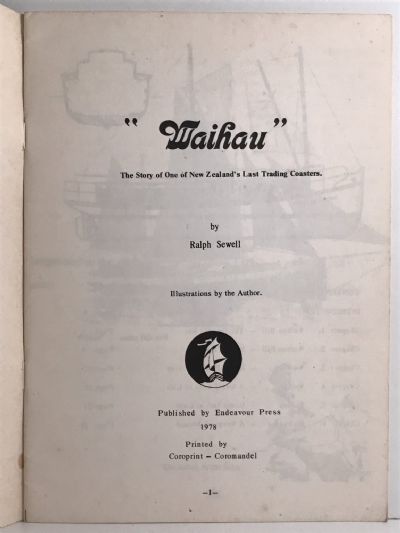 "Waihau"
The Story of One of New Zealand's Last Trading Coasters.
by
Ralph Sewell
Illustrations by the Author.
Published by Endeavour Press
1978
Printed by
Coroprint – Coromandel
–1–